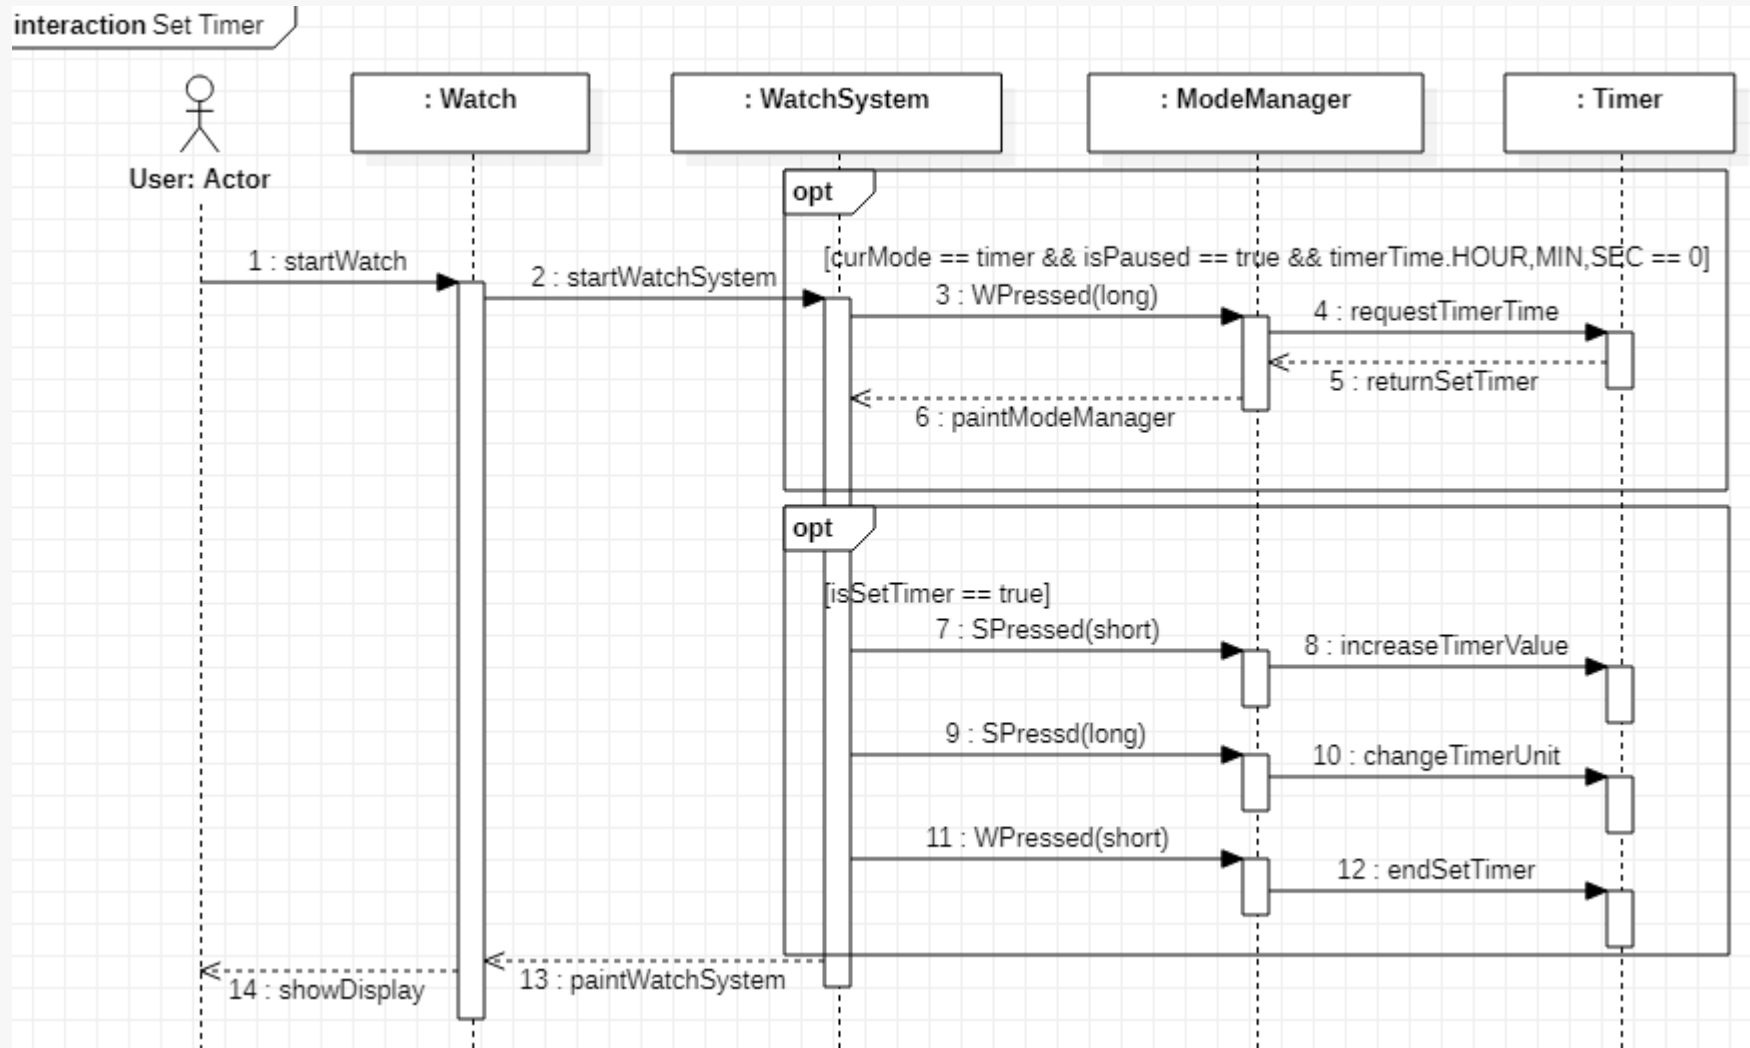 interaction Set Timer
: Watch
: WatchSystem
: ModeManager
: Timer
User: Actor
opt
[curMode == timer && isPaused == true && timerTime.HOUR,MIN,SEC == 0]
1 : startWatch
2 : startWatchSystem
3 : WPressed(long)
4 : requestTimerTime
5 : returnSetTimer
6 : paintModeManager
opt
[isSetTimer == true]
7 : SPressed(short)
8 : increaseTimerValue
9 : SPressd(long)
10 : changeTimerUnit
11 : WPressed(short)
12 : endSetTimer
13 : paintWatchSystem
14 : showDisplay